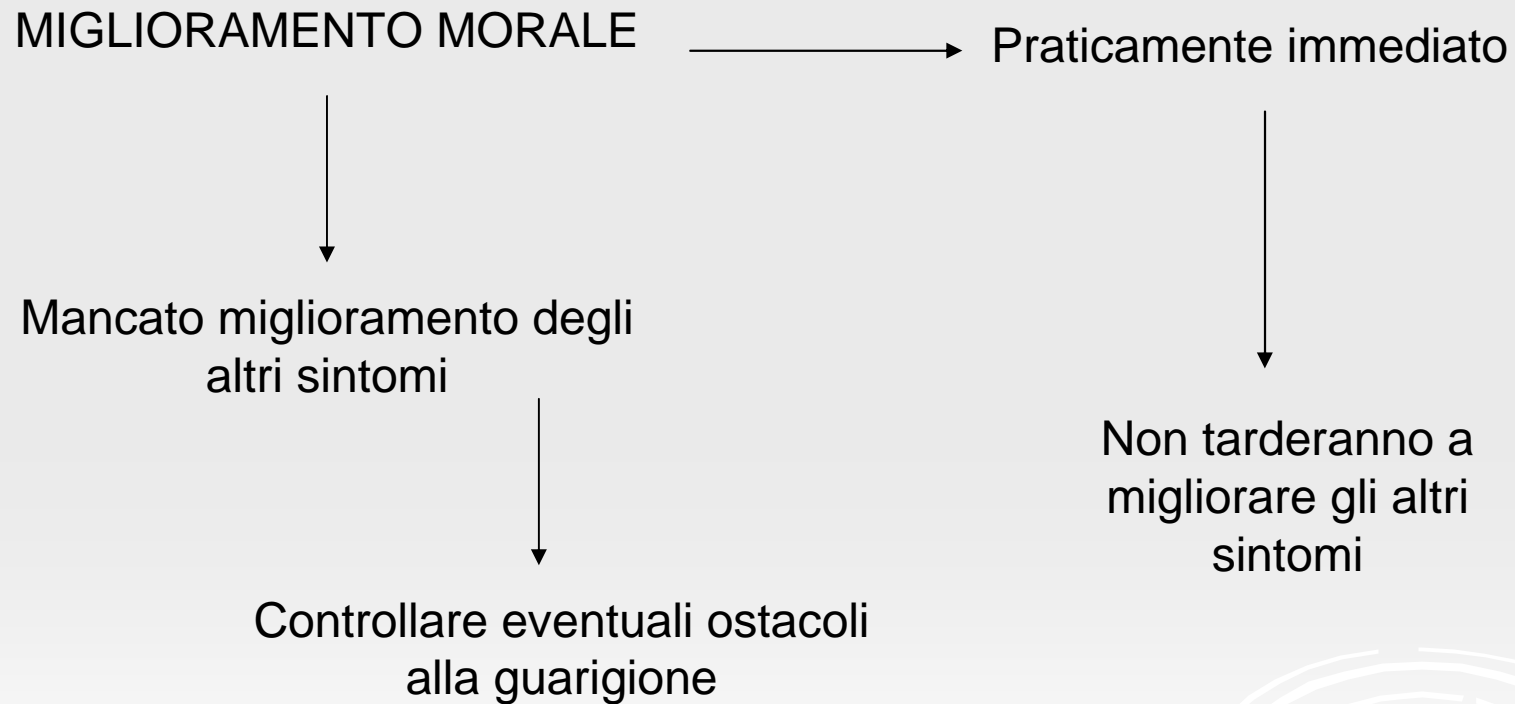 MIGLIORAMENTO MORALE
Praticamente immediato
Mancato miglioramento degli
altri sintomi
Non tarderanno a
migliorare gli altri
sintomi
Controllare eventuali ostacoli
alla guarigione